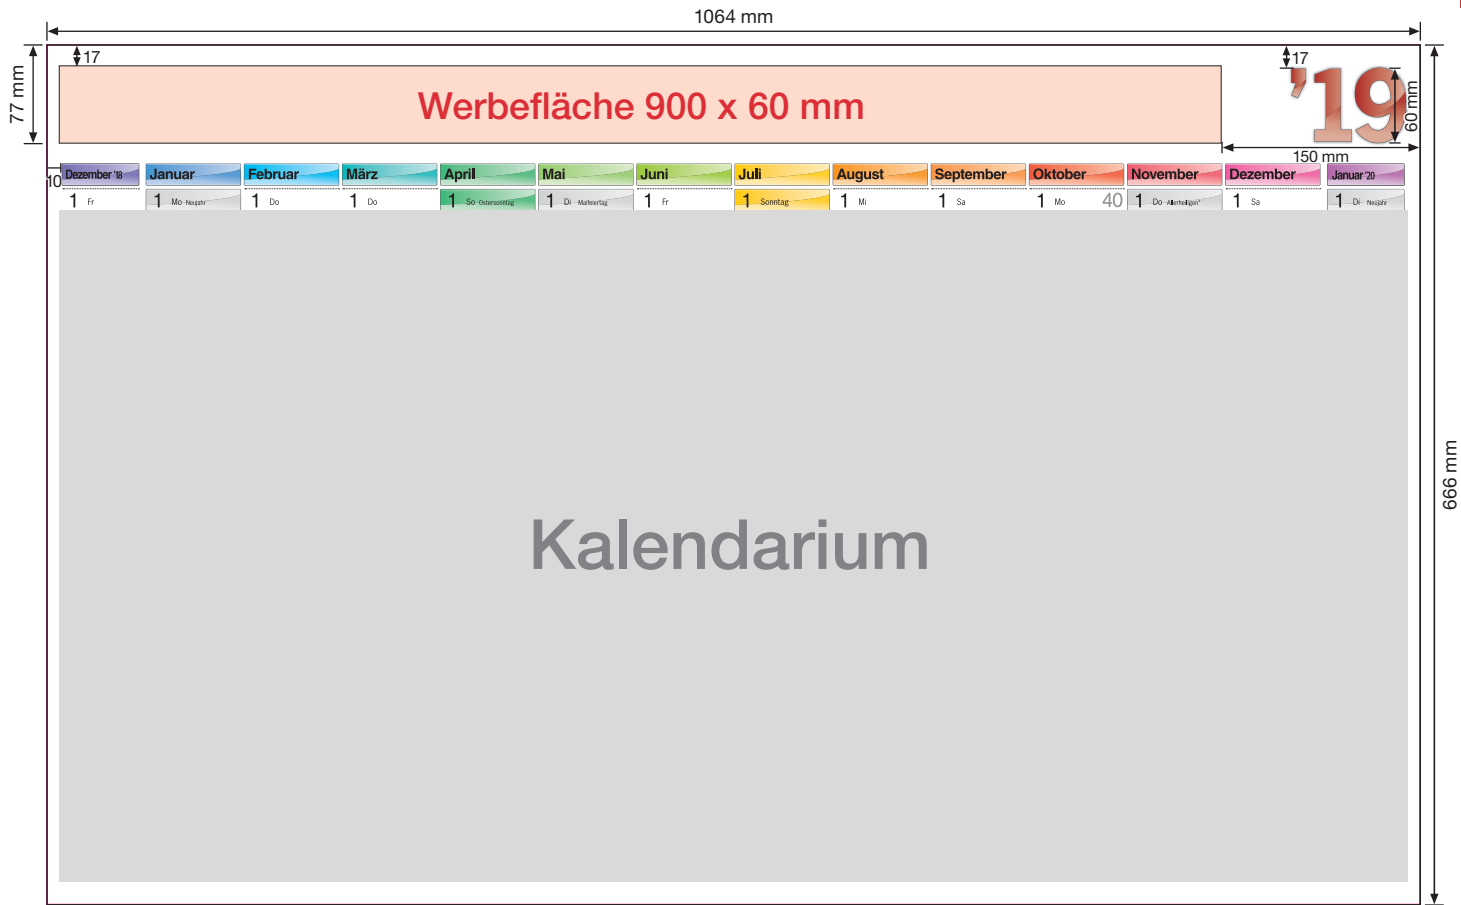 1064 mm
77 mm
17
17
Werbefläche 900 x 60 mm
’19
60 mm
150 mm
10
Dezember '18 Januar Februar März April Mai Juni Juli August September Oktober November Dezember Januar '20
1 Fr 1 Mo Neujahr 1 Do 1 Do 1 So Ostersonntag 1 Di Maifeiertag 1 Fr 1 Sonntag 1 Mi 1 Sa 1 Mo 40 1 Do Allerheiligen* 1 Sa 1 Di Neujahr
666 mm
Kalendarium